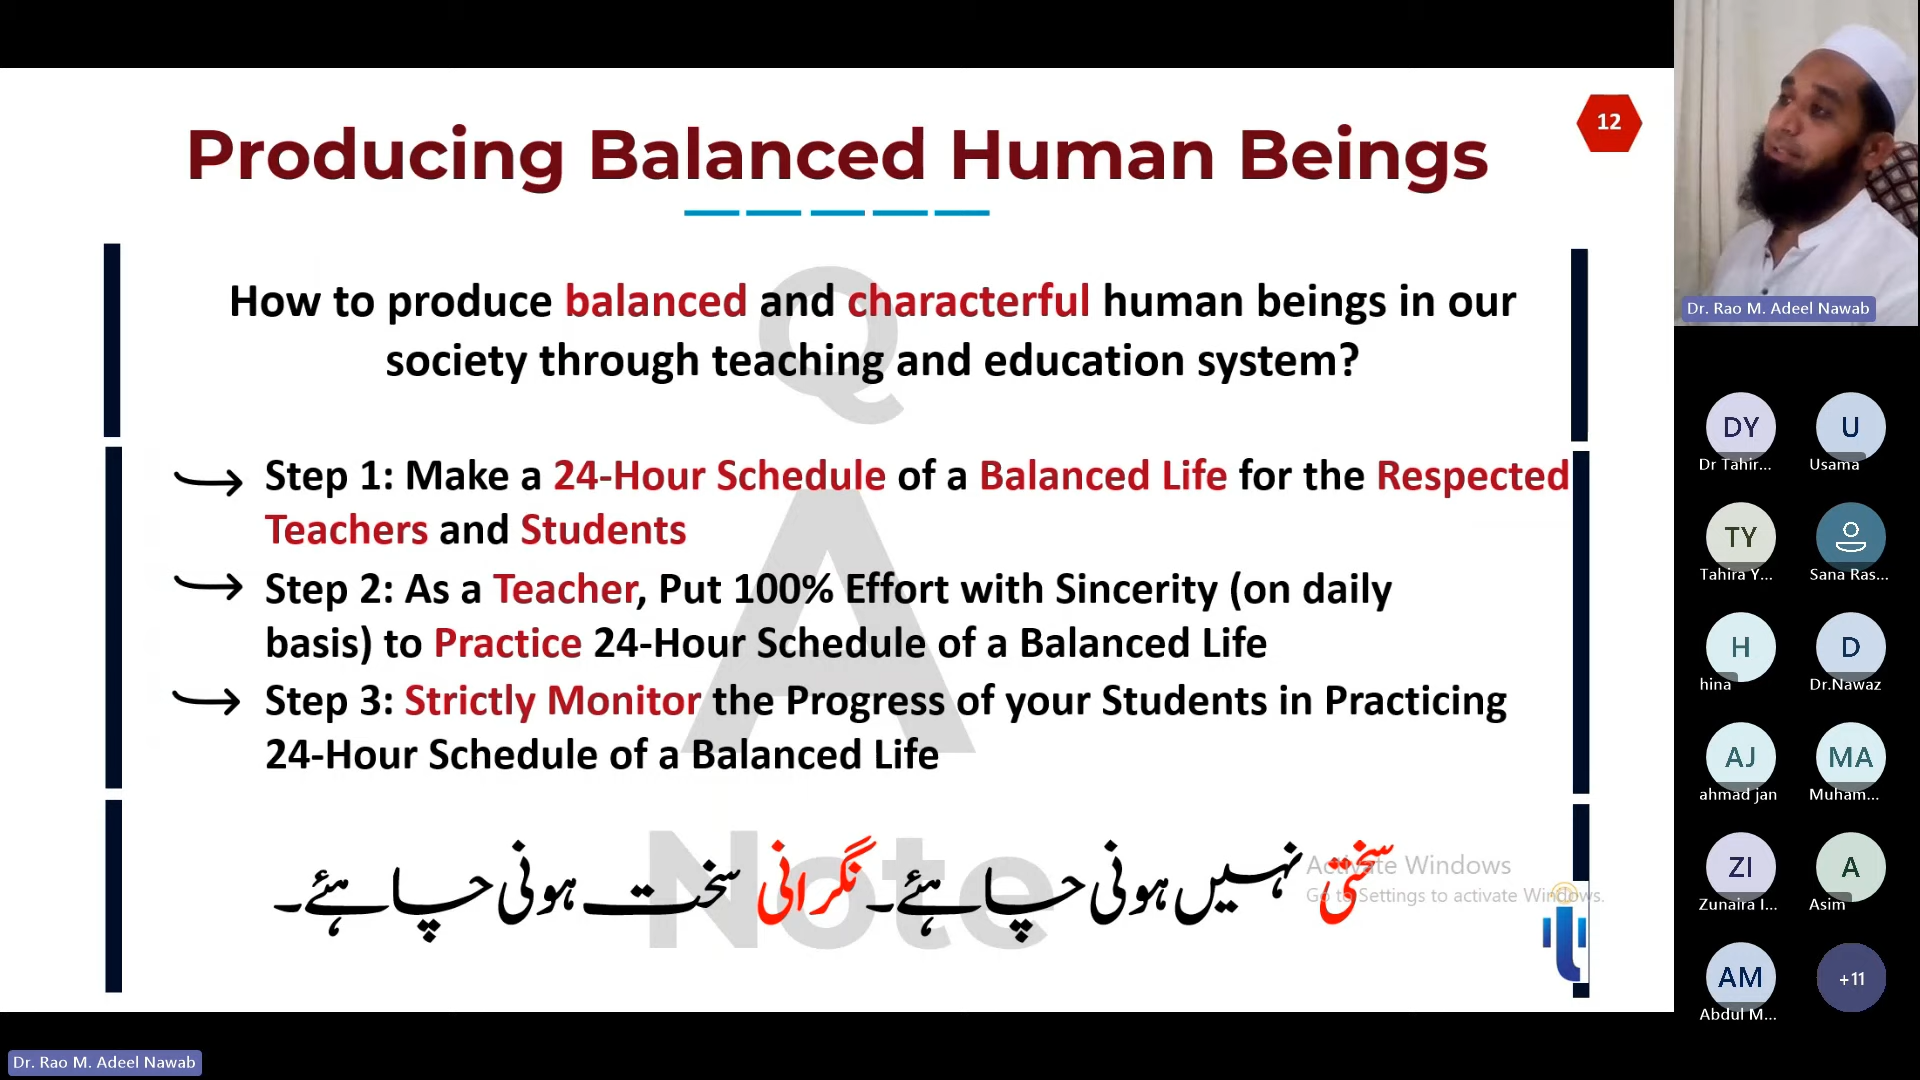 Producing Balanced Human Beings
12
How to produce balanced and characterful human beings in our
society through teaching and education system?
Step 1: Make a 24-Hour Schedule of a Balanced Life for the Respected
Teachers and Students
Step 2: As a Teacher, Put 100% Effort with Sincerity (on daily
basis) to Practice 24-Hour Schedule of a Balanced Life
Step 3: Strictly Monitor the Progress of your Students in Practicing
24-Hour Schedule of a Balanced Life
سختی نہیں ہونی چاہئے۔ نگرانی سخت ہونی چاہئے۔
Q
A
Note
Activate Windows
Go to Settings to activate Windows.
Dr. Rao M. Adeel Nawab
DY
Dr Tahir...
U
Usama
TY
Tahira Y...
Sana Ras...
H
hina
D
Dr.Nawaz
AJ
ahmad jan
MA
Muham...
ZI
Zunaira I...
A
Asim
AM
Abdul M...
+11
Dr. Rao M. Adeel Nawab